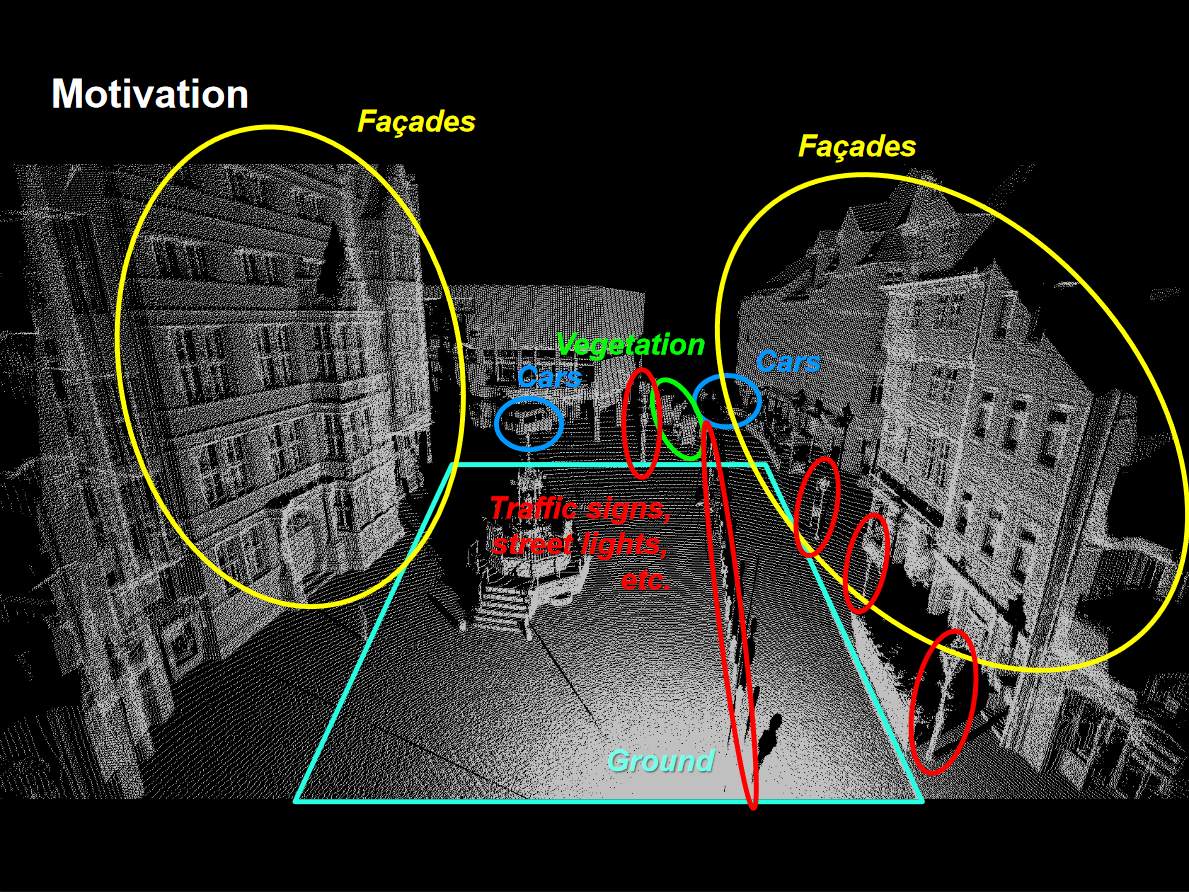 Motivation
Façades
Façades
Vegetation
Cars
Cars
Traffic signs,
street lights,
etc.
Ground